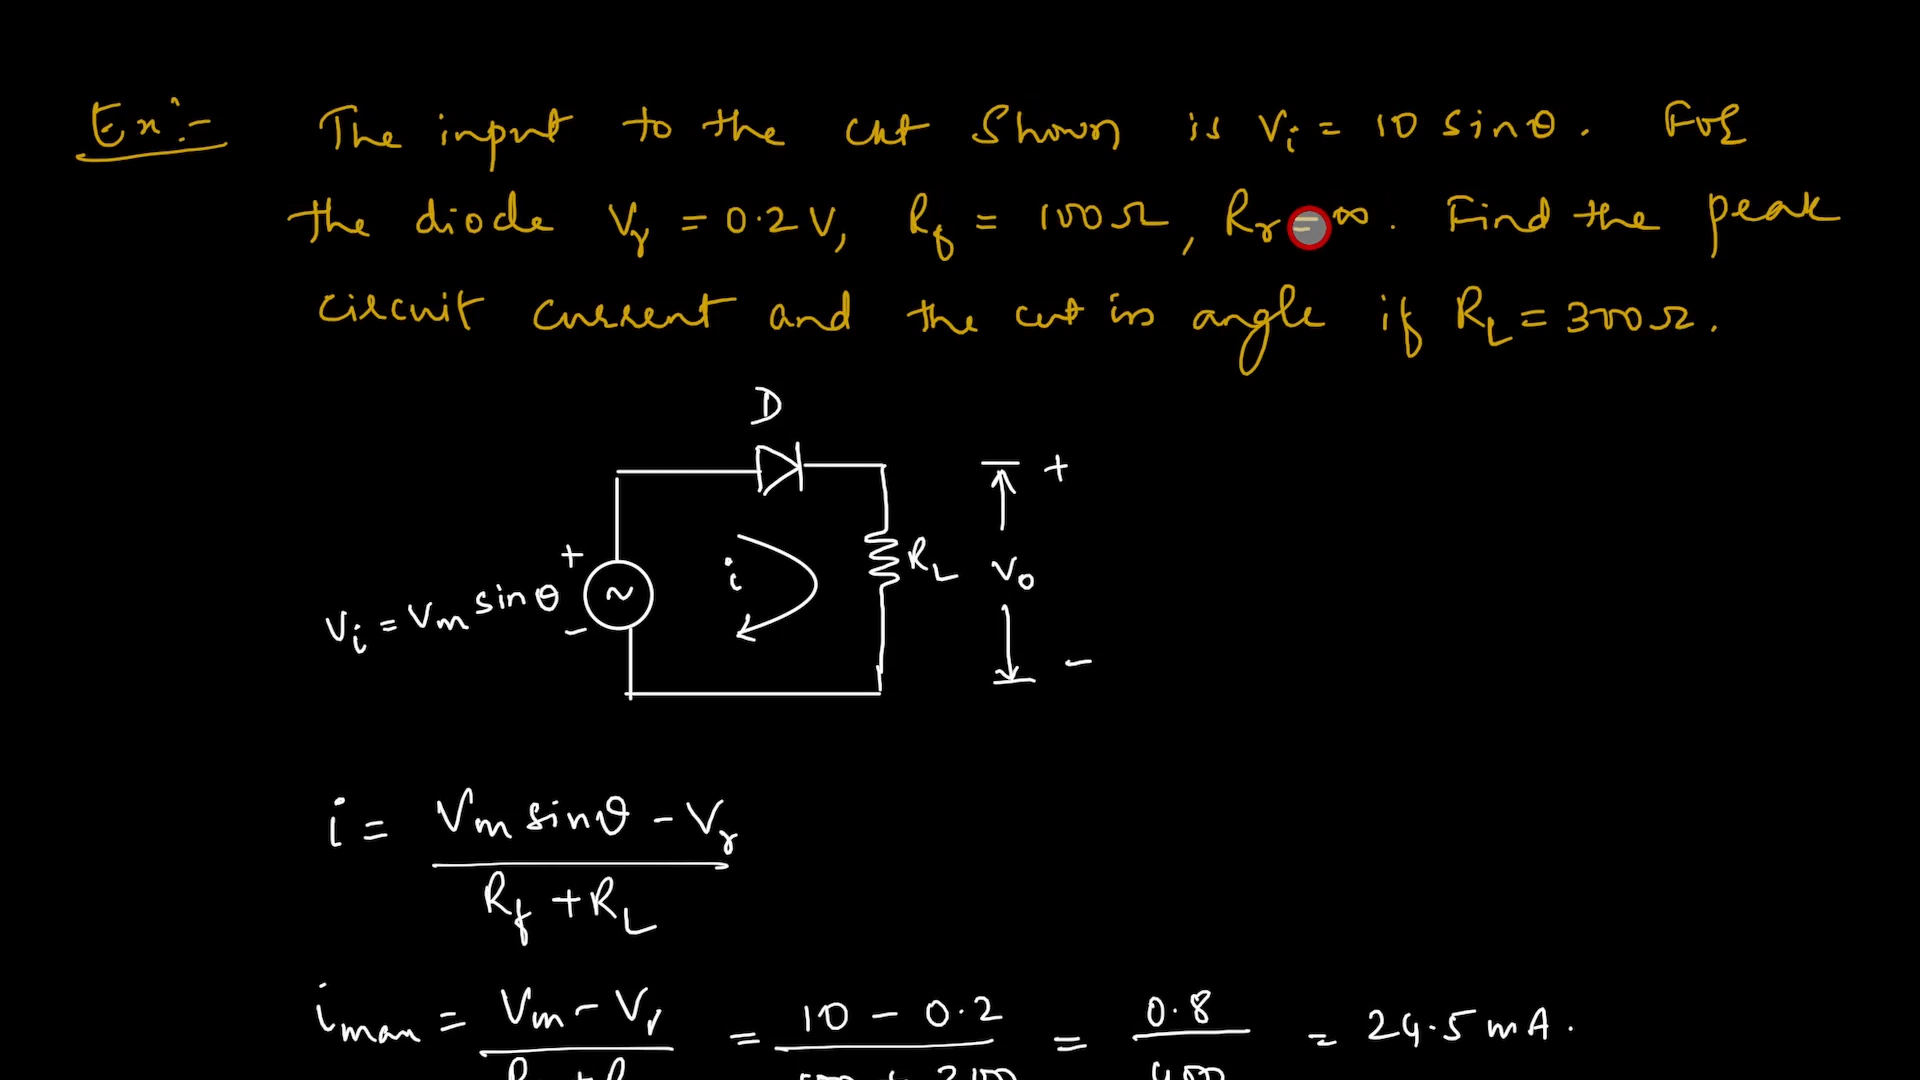 Ex:- The input to the ckt shown is Vi = 10 sinθ. For
the diode Vγ = 0.2V, Rf = 100Ω, Rr = ∞. Find the peak
circuit current and the cut in angle if RL = 300Ω.
D
+
+
i
RL
Vo
Vi = Vm sinθ
-
-
i = Vm sinθ - Vγ
Rf + RL
imax = Vm - Vγ = 10 - 0.2 = 0.8 = 24.5 mA.